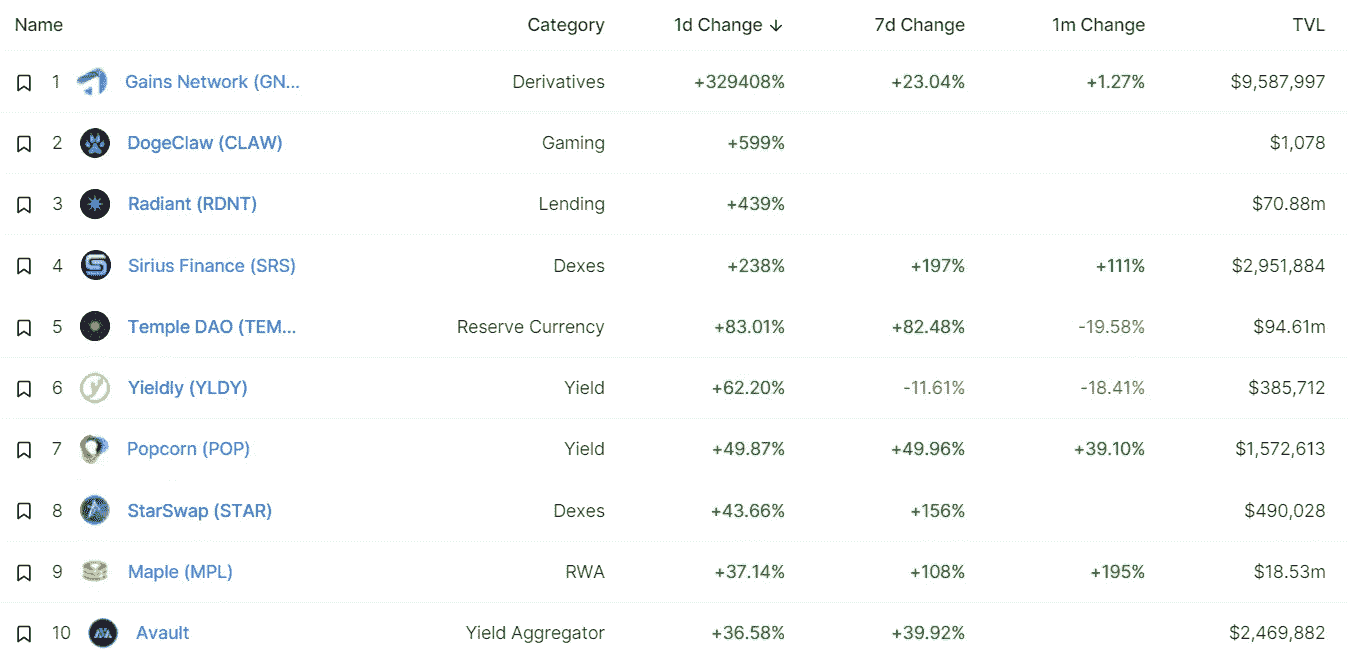 Name Category 1d Change ↓ 7d Change 1m Change TVL
1 Gains Network (GN... Derivatives +329408% +23.04% +1.27% $9,587,997
2 DogeClaw (CLAW) Gaming +599% $1,078
3 Radiant (RDNT) Lending +439% $70.88m
4 Sirius Finance (SRS) Dexes +238% +197% +111% $2,951,884
5 Temple DAO (TEM... Reserve Currency +83.01% +82.48% -19.58% $94.61m
6 Yieldly (YLDY) Yield +62.20% -11.61% -18.41% $385,712
7 Popcorn (POP) Yield +49.87% +49.96% +39.10% $1,572,613
8 StarSwap (STAR) Dexes +43.66% +156% $490,028
9 Maple (MPL) RWA +37.14% +108% +195% $18.53m
10 Avault Yield Aggregator +36.58% +39.92% $2,469,882